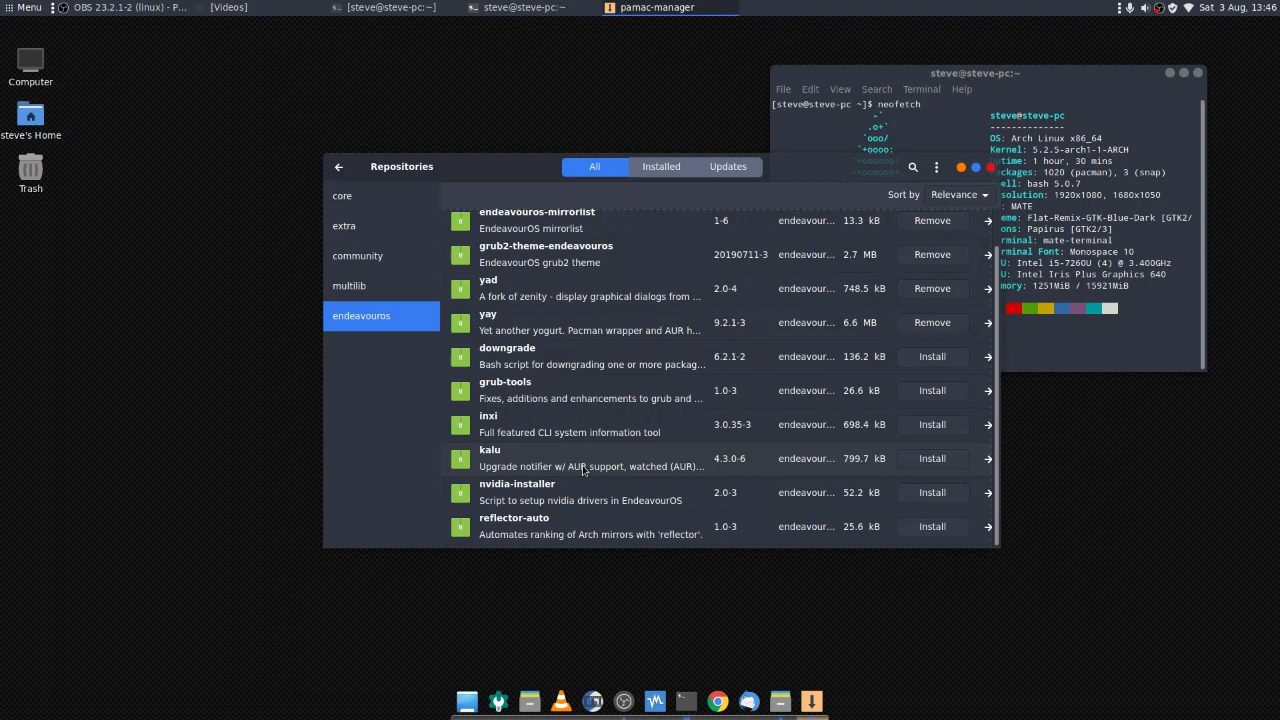 Menu OBS 23.2.1-2 (linux) - P... [Videos] [steve@steve-pc:~] steve@steve-pc:~ pamac-manager Sat 3 Aug, 13:46
Computer
steve's Home
Trash
steve@steve-pc:~
File Edit View Search Terminal Help
[steve@steve-pc ~]$ neofetch
-`
.o+`
`ooo/
`+oooo:
`+oooooo:
-+oooooo+:
steve@steve-pc
--------------
OS: Arch Linux x86_64
Kernel: 5.2.5-arch1-1-ARCH
ptime: 1 hour, 30 mins
ackages: 1020 (pacman), 3 (snap)
ell: bash 5.0.7
solution: 1920x1080, 1680x1050
: MATE
eme: Flat-Remix-GTK-Blue-Dark [GTK2/
ons: Papirus [GTK2/3]
rminal: mate-terminal
rminal Font: Monospace 10
U: Intel i5-7260U (4) @ 3.400GHz
U: Intel Iris Plus Graphics 640
mory: 1251MiB / 15921MiB
Repositories All Installed Updates
Sort by Relevance
core
extra
community
multilib
endeavouros
endeavouros-mirrorlist
EndeavourOS mirrorlist
1-6 endeavour... 13.3 kB Remove
grub2-theme-endeavouros
EndeavourOS grub2 theme
20190711-3 endeavour... 2.7 MB Remove
yad
A fork of zenity - display graphical dialogs from ...
2.0-4 endeavour... 748.5 kB Remove
yay
Yet another yogurt. Pacman wrapper and AUR h...
9.2.1-3 endeavour... 6.6 MB Remove
downgrade
Bash script for downgrading one or more packag...
6.2.1-2 endeavour... 136.2 kB Install
grub-tools
Fixes, additions and enhancements to grub and ...
1.0-3 endeavour... 26.6 kB Install
inxi
Full featured CLI system information tool
3.0.35-3 endeavour... 698.4 kB Install
kalu
Upgrade notifier w/ AUR support, watched (AUR)...
4.3.0-6 endeavour... 799.7 kB Install
nvidia-installer
Script to setup nvidia drivers in EndeavourOS
2.0-3 endeavour... 52.2 kB Install
reflector-auto
Automates ranking of Arch mirrors with 'reflector'.
1.0-3 endeavour... 25.6 kB Install